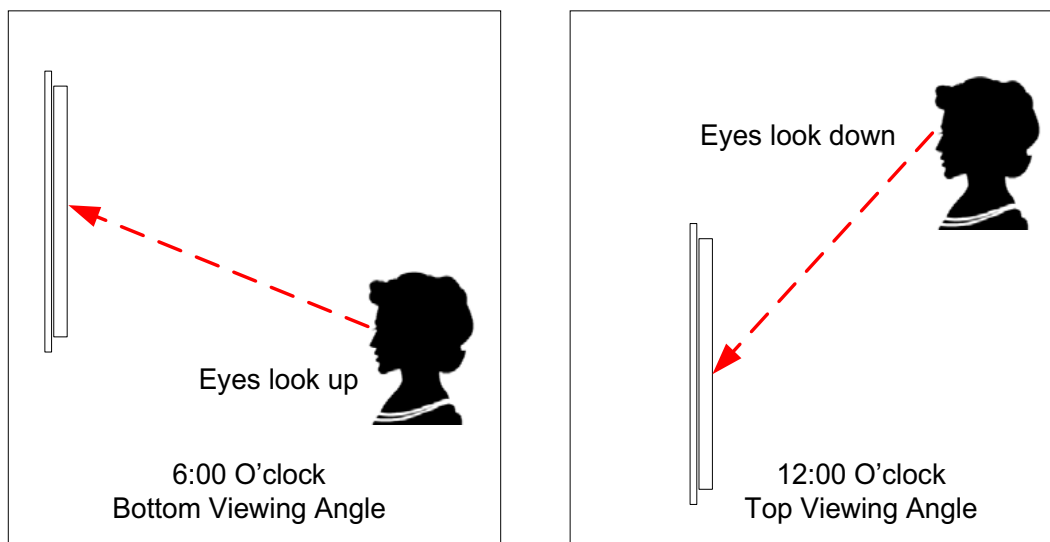 Eyes look up
6:00 O’clock
Bottom Viewing Angle
Eyes look down
12:00 O’clock
Top Viewing Angle